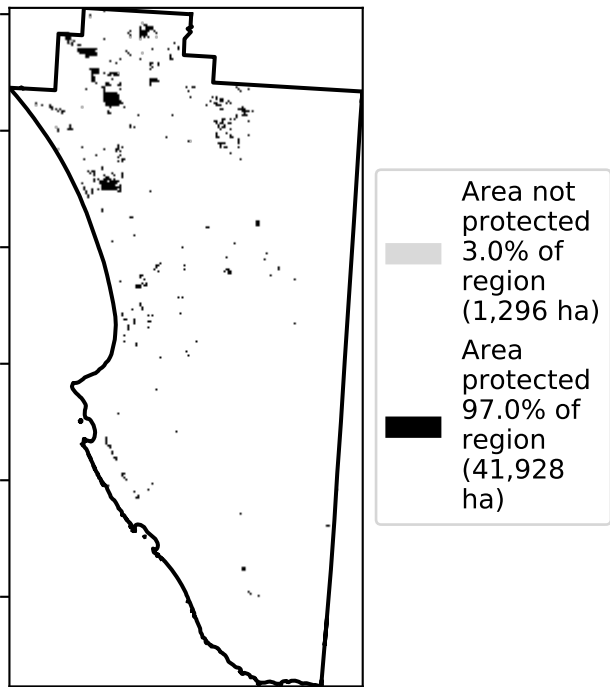 Area not
protected
3.0% of
region
(1,296 ha)
Area
protected
97.0% of
region
(41,928
ha)